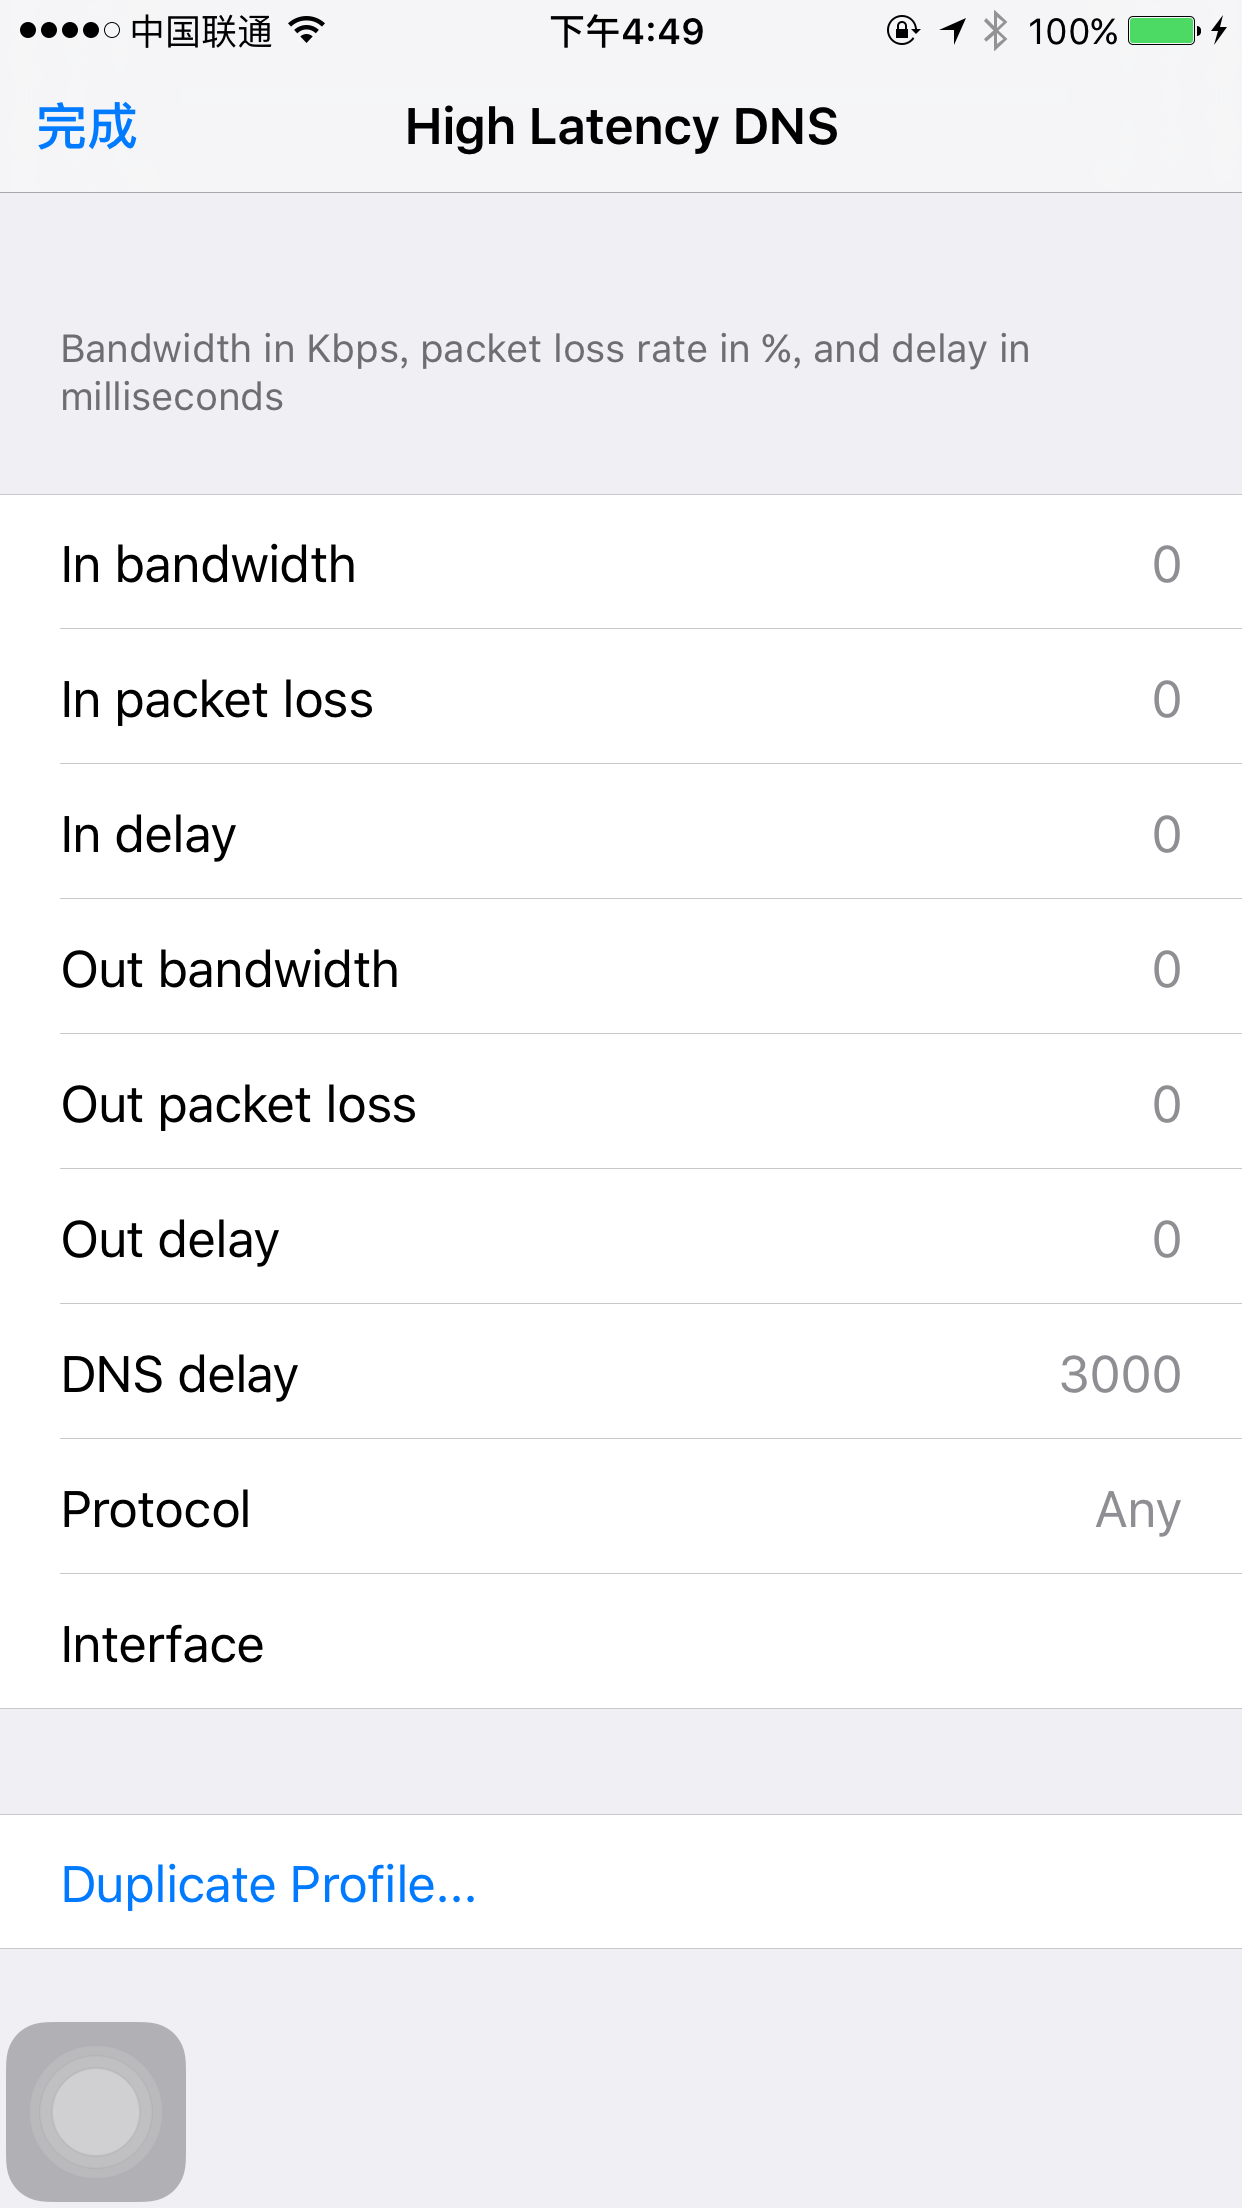 中国联通 下午4:49 100%
完成 High Latency DNS
Bandwidth in Kbps, packet loss rate in %, and delay in
milliseconds
In bandwidth 0
In packet loss 0
In delay 0
Out bandwidth 0
Out packet loss 0
Out delay 0
DNS delay 3000
Protocol Any
Interface
Duplicate Profile...